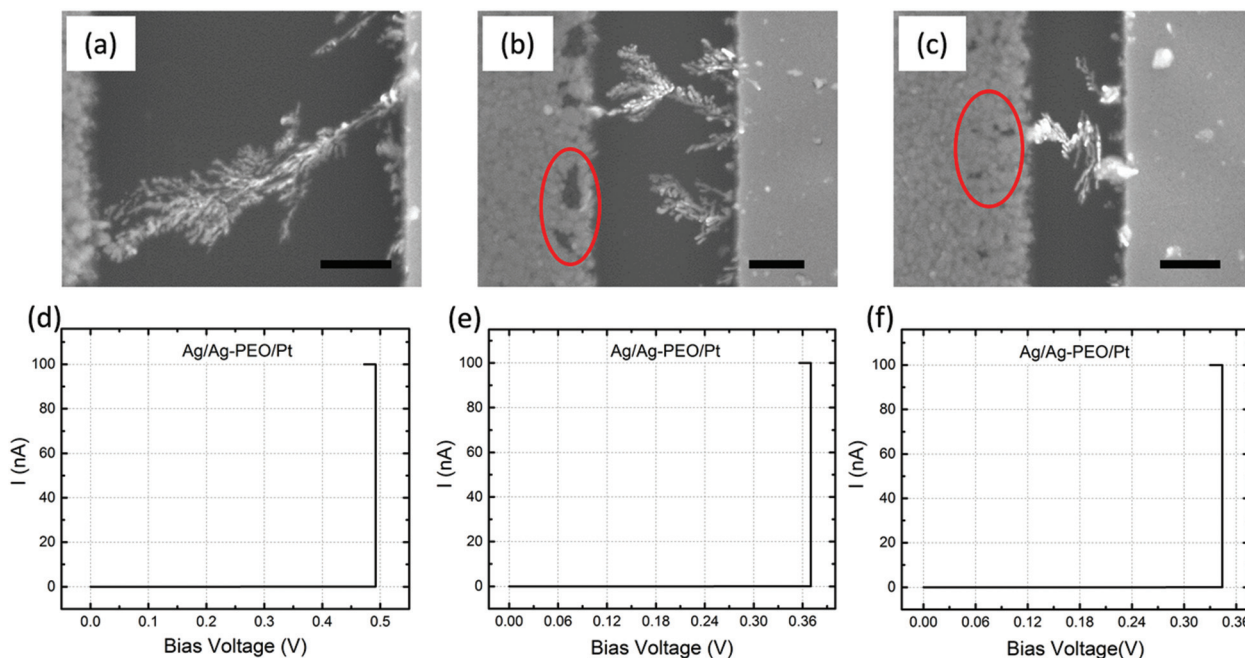 (a)
(b)
(c)
(d)
Ag/Ag-PEO/Pt
100
80
60
40
20
0
I (nA)
0.0 0.1 0.2 0.3 0.4 0.5
Bias Voltage (V)
(e)
Ag/Ag-PEO/Pt
100
80
60
40
20
0
I (nA)
0.00 0.06 0.12 0.18 0.24 0.30 0.36
Bias Voltage (V)
(f)
Ag/Ag-PEO/Pt
100
80
60
40
20
0
I (nA)
0.00 0.06 0.12 0.18 0.24 0.30 0.36
Bias Voltage(V)